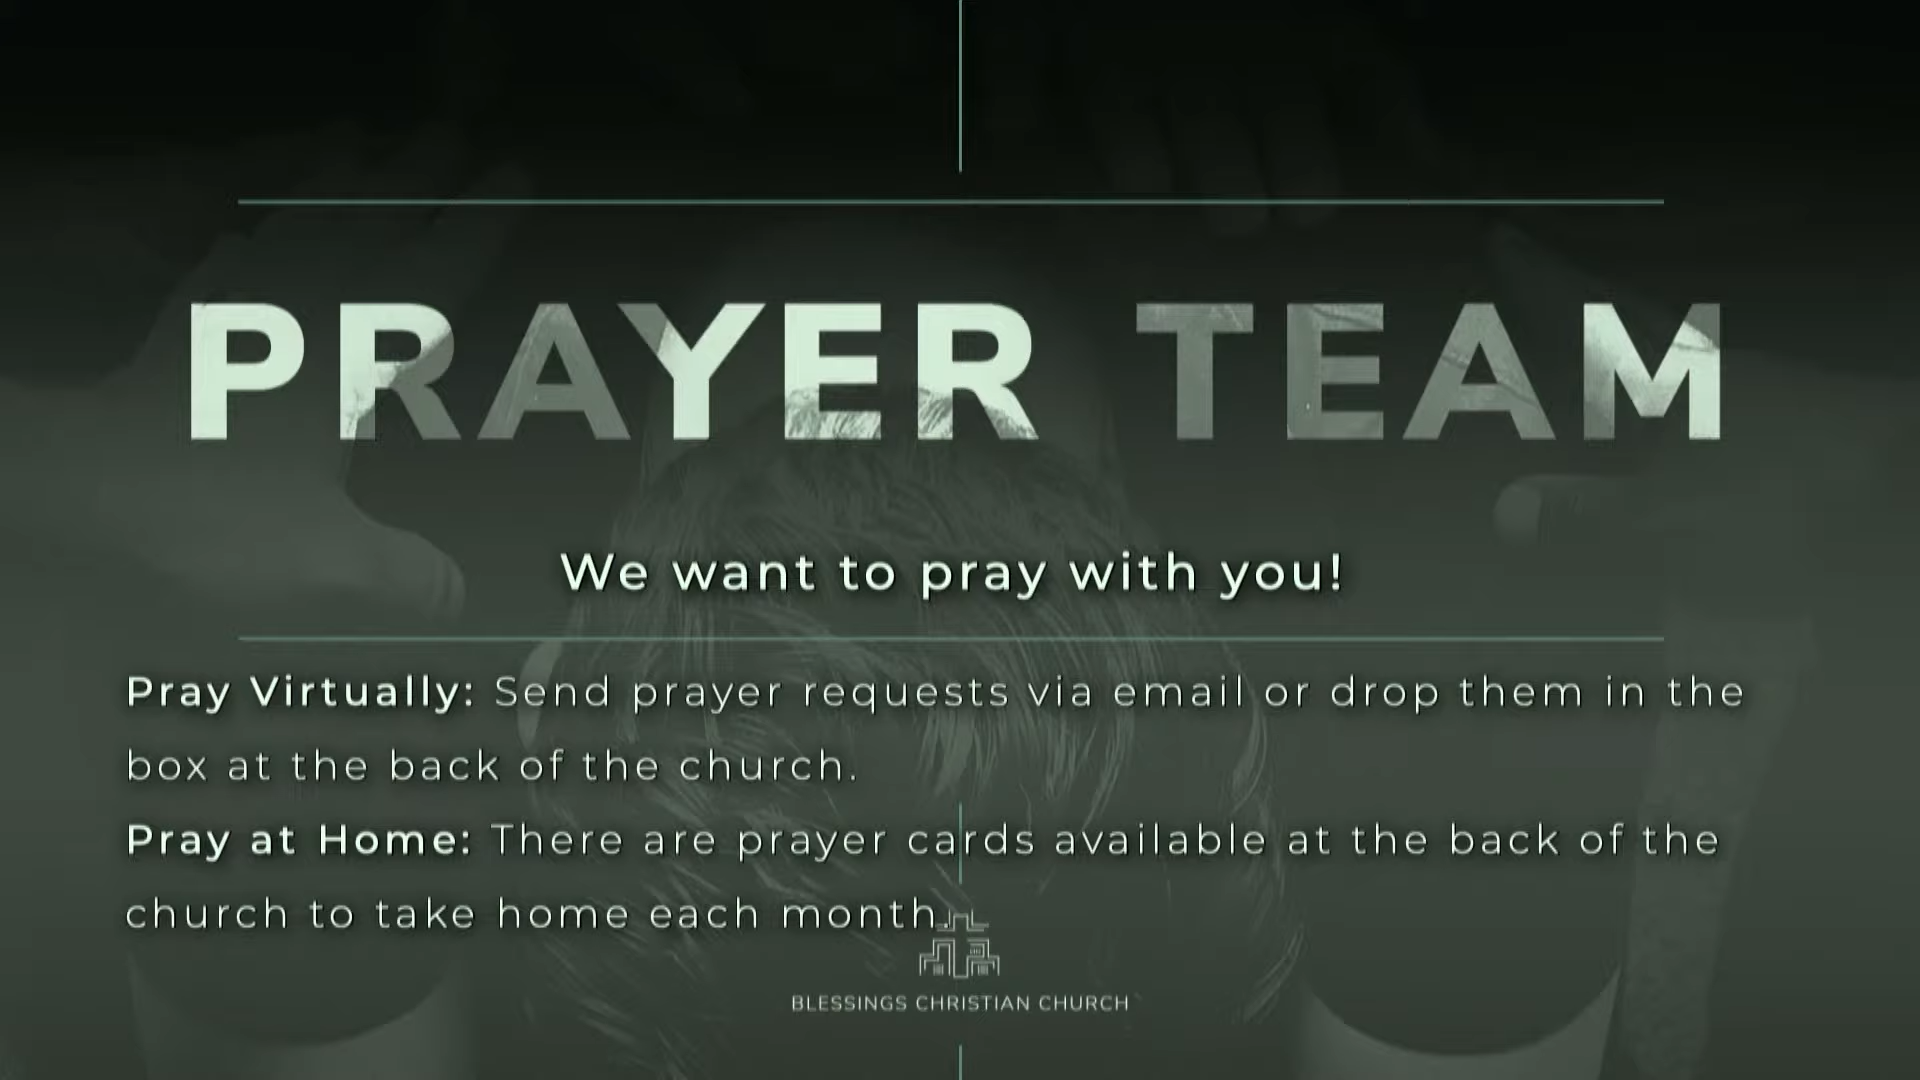 PRAYER TEAM
We want to pray with you!
Pray Virtually: Send prayer requests via email or drop them in the
box at the back of the church.
Pray at Home: There are prayer cards available at the back of the
church to take home each month.
BLESSINGS CHRISTIAN CHURCH